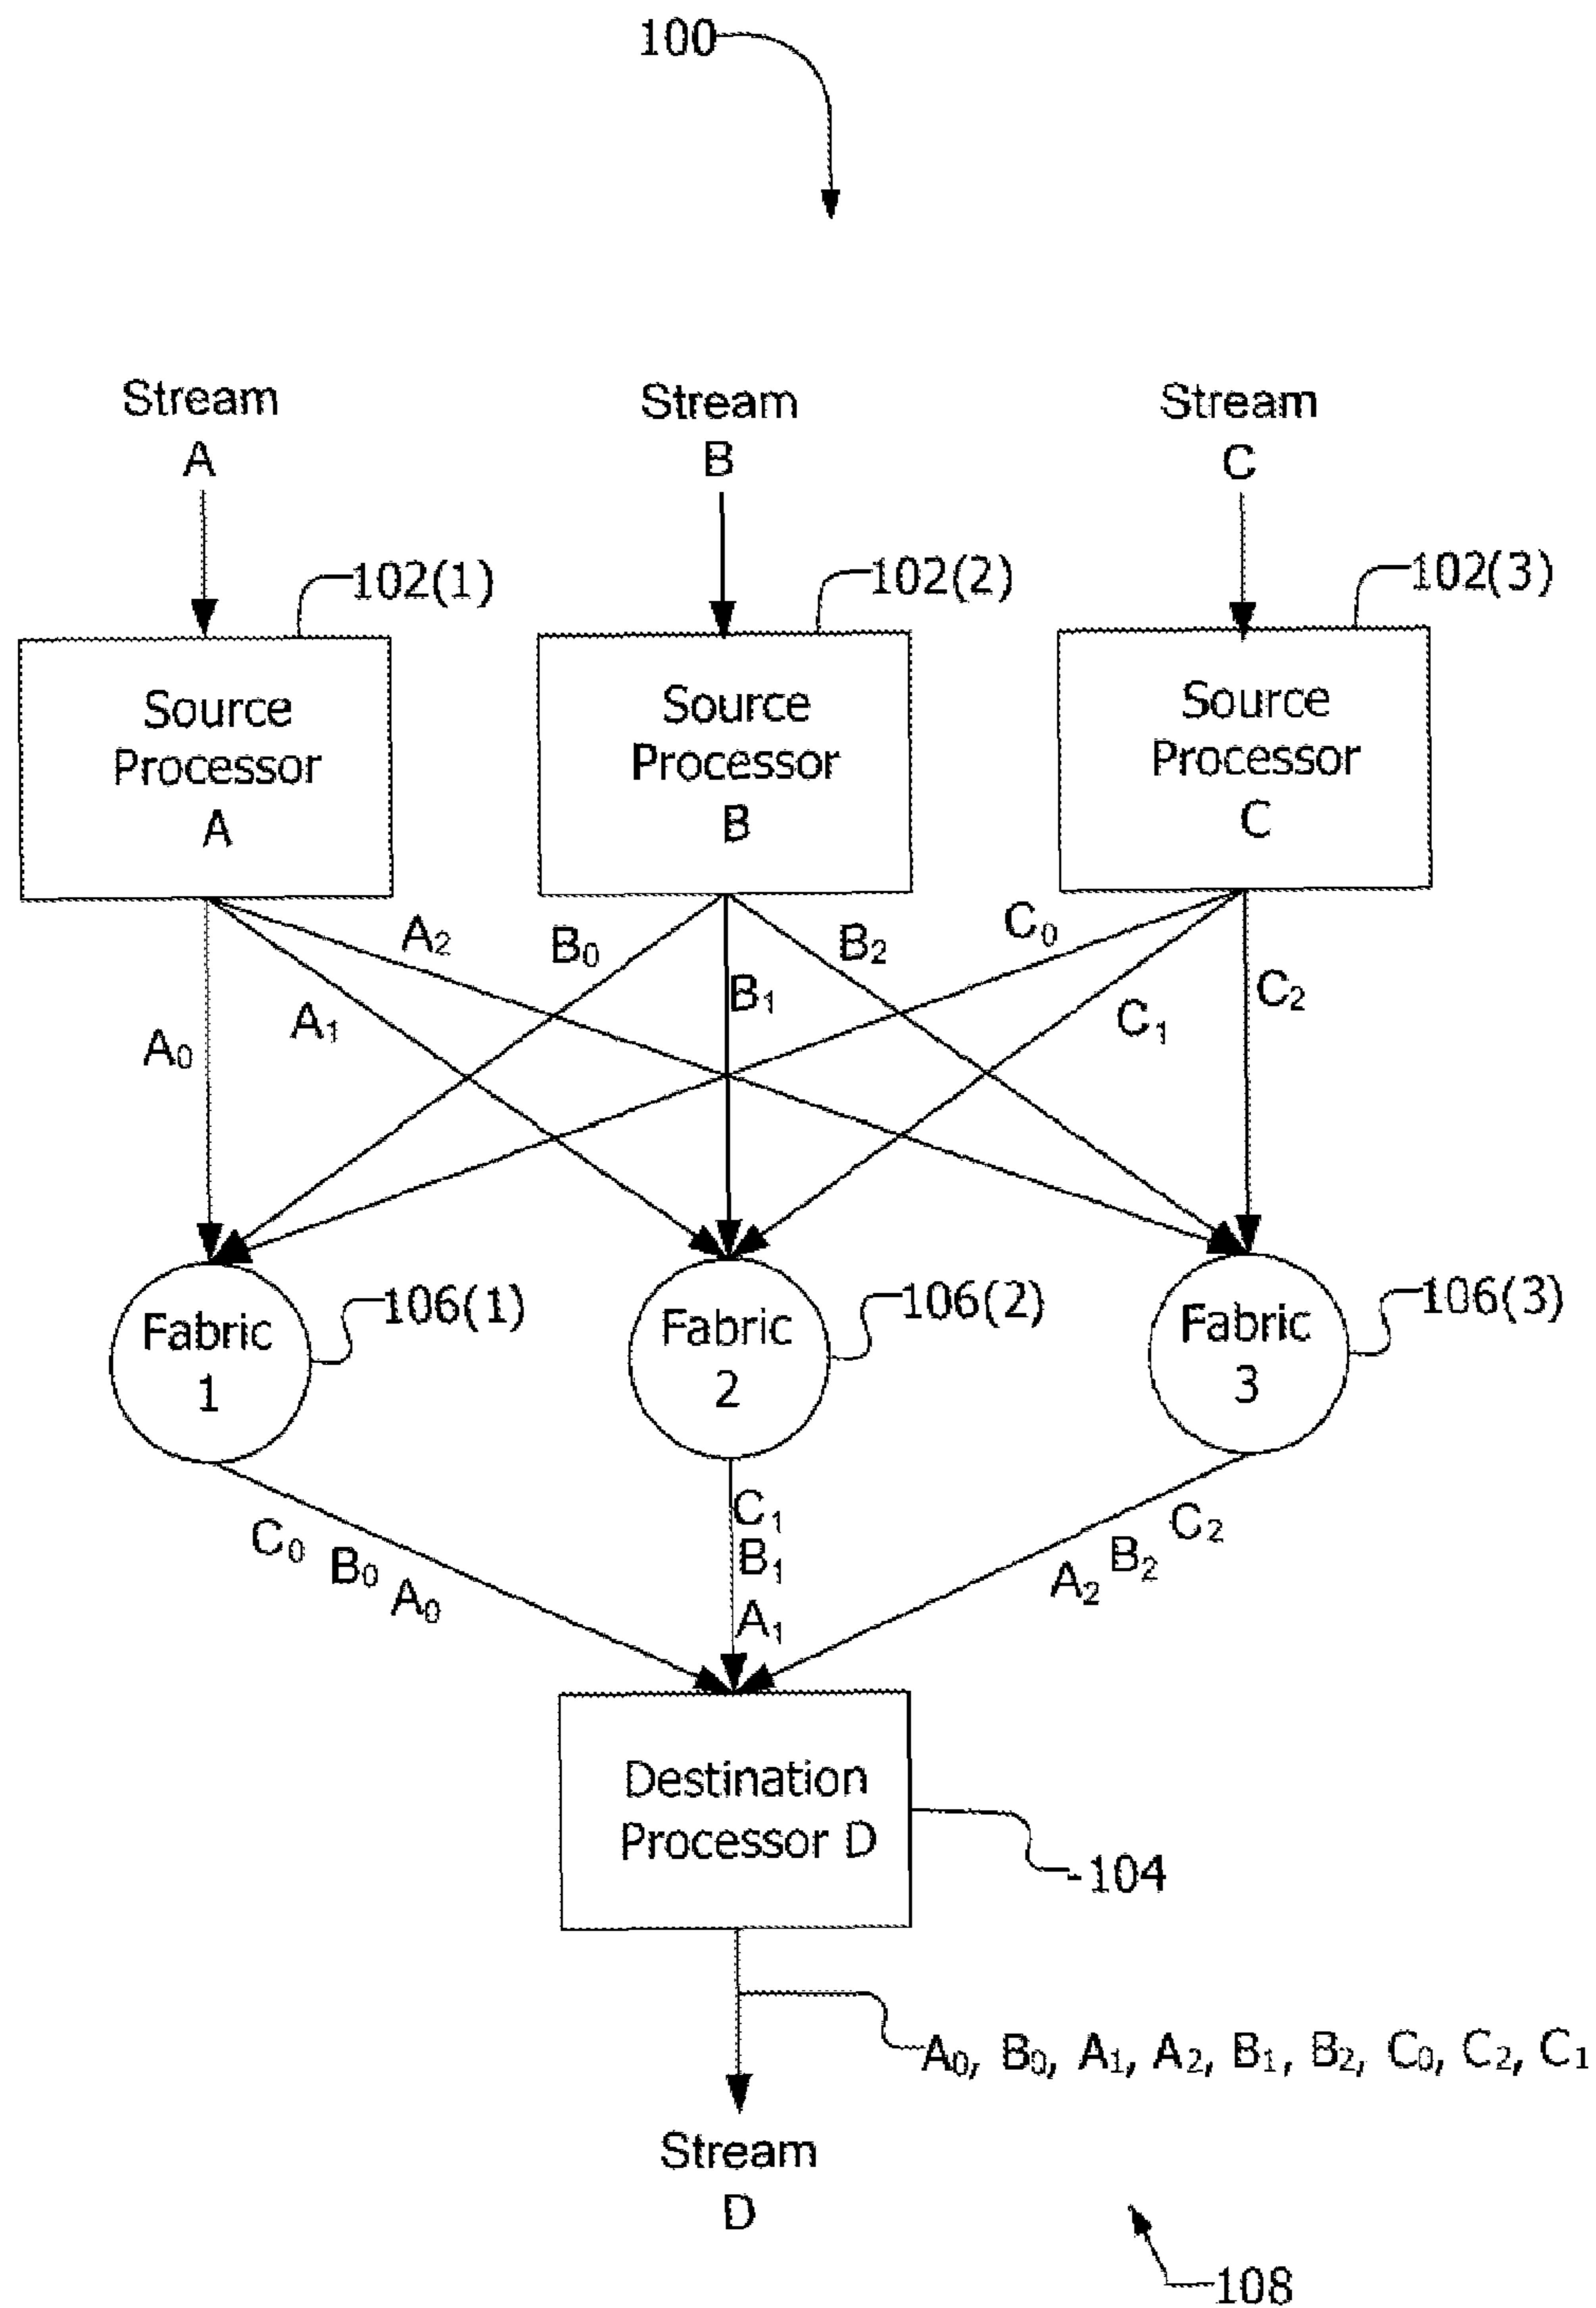 100
Stream A
Stream B
Stream C
102(1)
102(2)
102(3)
Source
Processor
A
Source
Processor
B
Source
Processor
C
A₂
B₀
B₂
C₀
A₀
A₁
B₁
C₁
C₂
Fabric
1
106(1)
Fabric
2
106(2)
Fabric
3
106(3)
C₀ B₀ A₀
C₁
B₁
A₁
A₂ B₂ C₂
Destination
Processor D
104
A₀, B₀, A₁, A₂, B₁, B₂, C₀, C₂, C₁
Stream
D
108